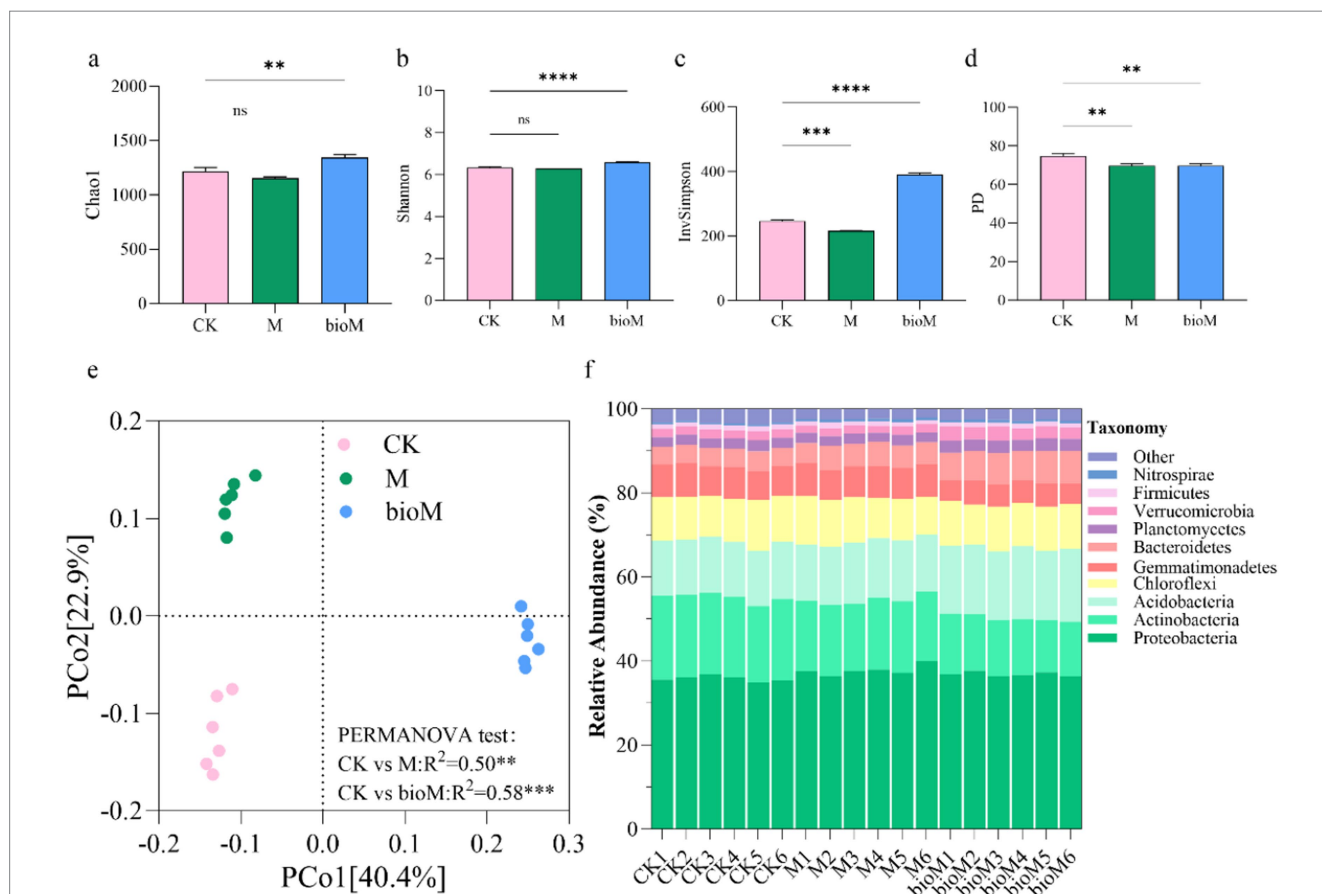 a
b
c
d
**
ns
2000
1500
1000
500
0
Chao1
CK
M
bioM
****
ns
10
8
6
4
2
0
Shannon
CK
M
bioM
****
***
600
400
200
0
InvSimpson
CK
M
bioM
**
**
100
80
60
40
20
0
PD
CK
M
bioM
e
0.2
0.1
0.0
-0.1
-0.2
PCo2[22.9%]
CK
M
bioM
PERMANOVA test:
CK vs M:R²=0.50**
CK vs bioM:R²=0.58***
-0.2
-0.1
0.0
0.1
0.2
0.3
PCo1[40.4%]
f
100
80
60
40
20
0
Relative Abundance (%)
CK1
CK2
CK3
CK4
CK5
CK6
M1
M2
M3
M4
M5
M6
bioM1
bioM2
bioM3
bioM4
bioM5
bioM6
Taxonomy
Other
Nitrospirae
Firmicutes
Verrucomicrobia
Planctomycetes
Bacteroidetes
Gemmatimonadetes
Chloroflexi
Acidobacteria
Actinobacteria
Proteobacteria